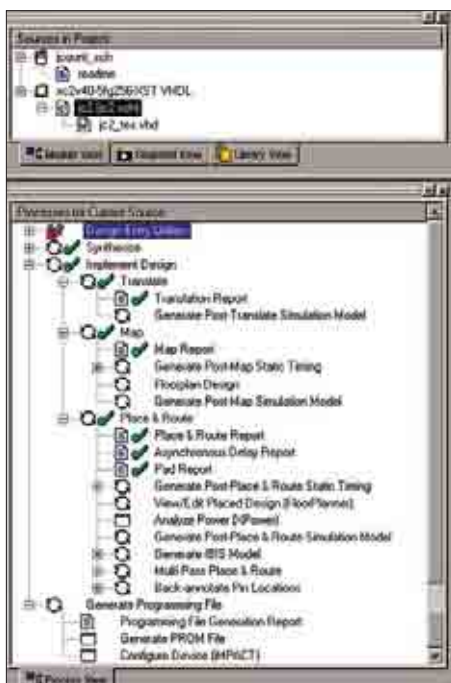 Sources in Project
jcount_sch
readme
xc2v40-5fg256-XST VHDL
jc2_tex.vhd
Module View
Snapshot View
Library View
Processes for Current Source
Design Entry Utilities
Synthesize
Implement Design
Translate
Translation Report
Generate Post-Translate Simulation Model
Map
Map Report
Generate Post-Map Static Timing
Floorplan Design
Generate Post-Map Simulation Model
Place & Route
Place & Route Report
Asynchronous Delay Report
Pad Report
Generate Post-Place & Route Static Timing
View/Edit Placed Design (FloorPlanner)
Analyze Power (XPower)
Generate Post-Place & Route Simulation Model
Generate IBIS Model
Multi Pass Place & Route
Back-annotate Pin Locations
Generate Programming File
Programming File Generation Report
Generate PROM File
Configure Device (iMPACT)
Process View